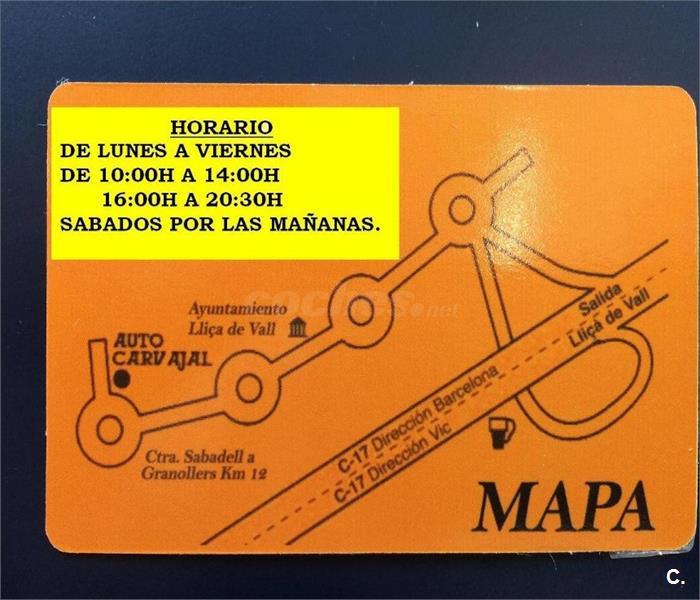 HORARIO
DE LUNES A VIERNES
DE 10:00H A 14:00H
16:00H A 20:30H
SABADOS POR LAS MAÑANAS.
coches.net
Ayuntamiento
Lliça de Vall
AUTO
CARVAJAL
Salida
Lliça de Vall
C-17 Dirección Barcelona
C-17 Dirección Vic
Ctra. Sabadell a
Granollers Km 12
MAPA
C.